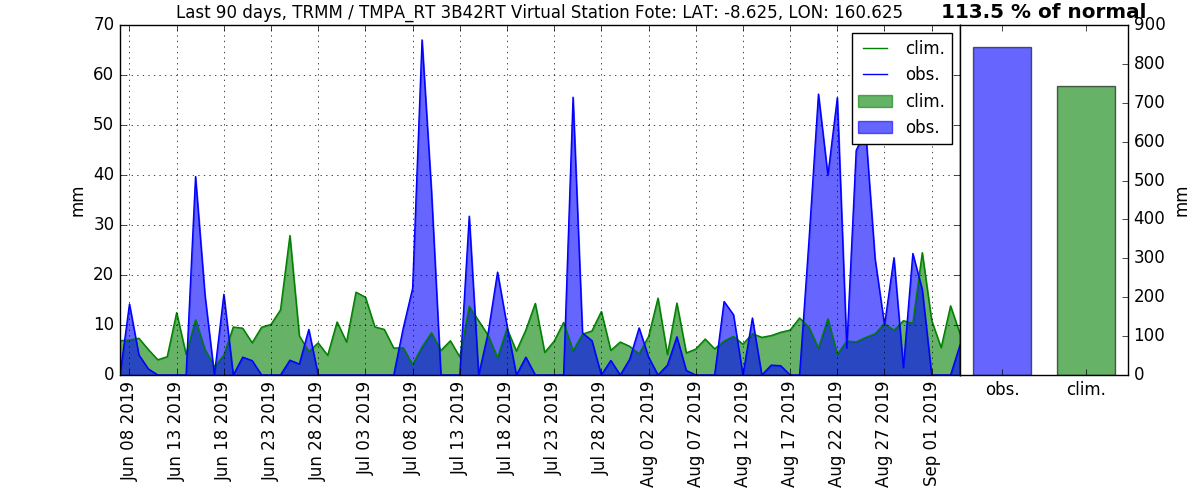 Last 90 days, TRMM / TMPA_RT 3B42RT Virtual Station Fote: LAT: -8.625, LON: 160.625
113.5 % of normal
70
60
50
40
30
20
10
0
mm
clim.
obs.
clim.
obs.
900
800
700
600
500
400
300
200
100
0
mm
obs.
clim.
Jun 08 2019
Jun 13 2019
Jun 18 2019
Jun 23 2019
Jun 28 2019
Jul 03 2019
Jul 08 2019
Jul 13 2019
Jul 18 2019
Jul 23 2019
Jul 28 2019
Aug 02 2019
Aug 07 2019
Aug 12 2019
Aug 17 2019
Aug 22 2019
Aug 27 2019
Sep 01 2019